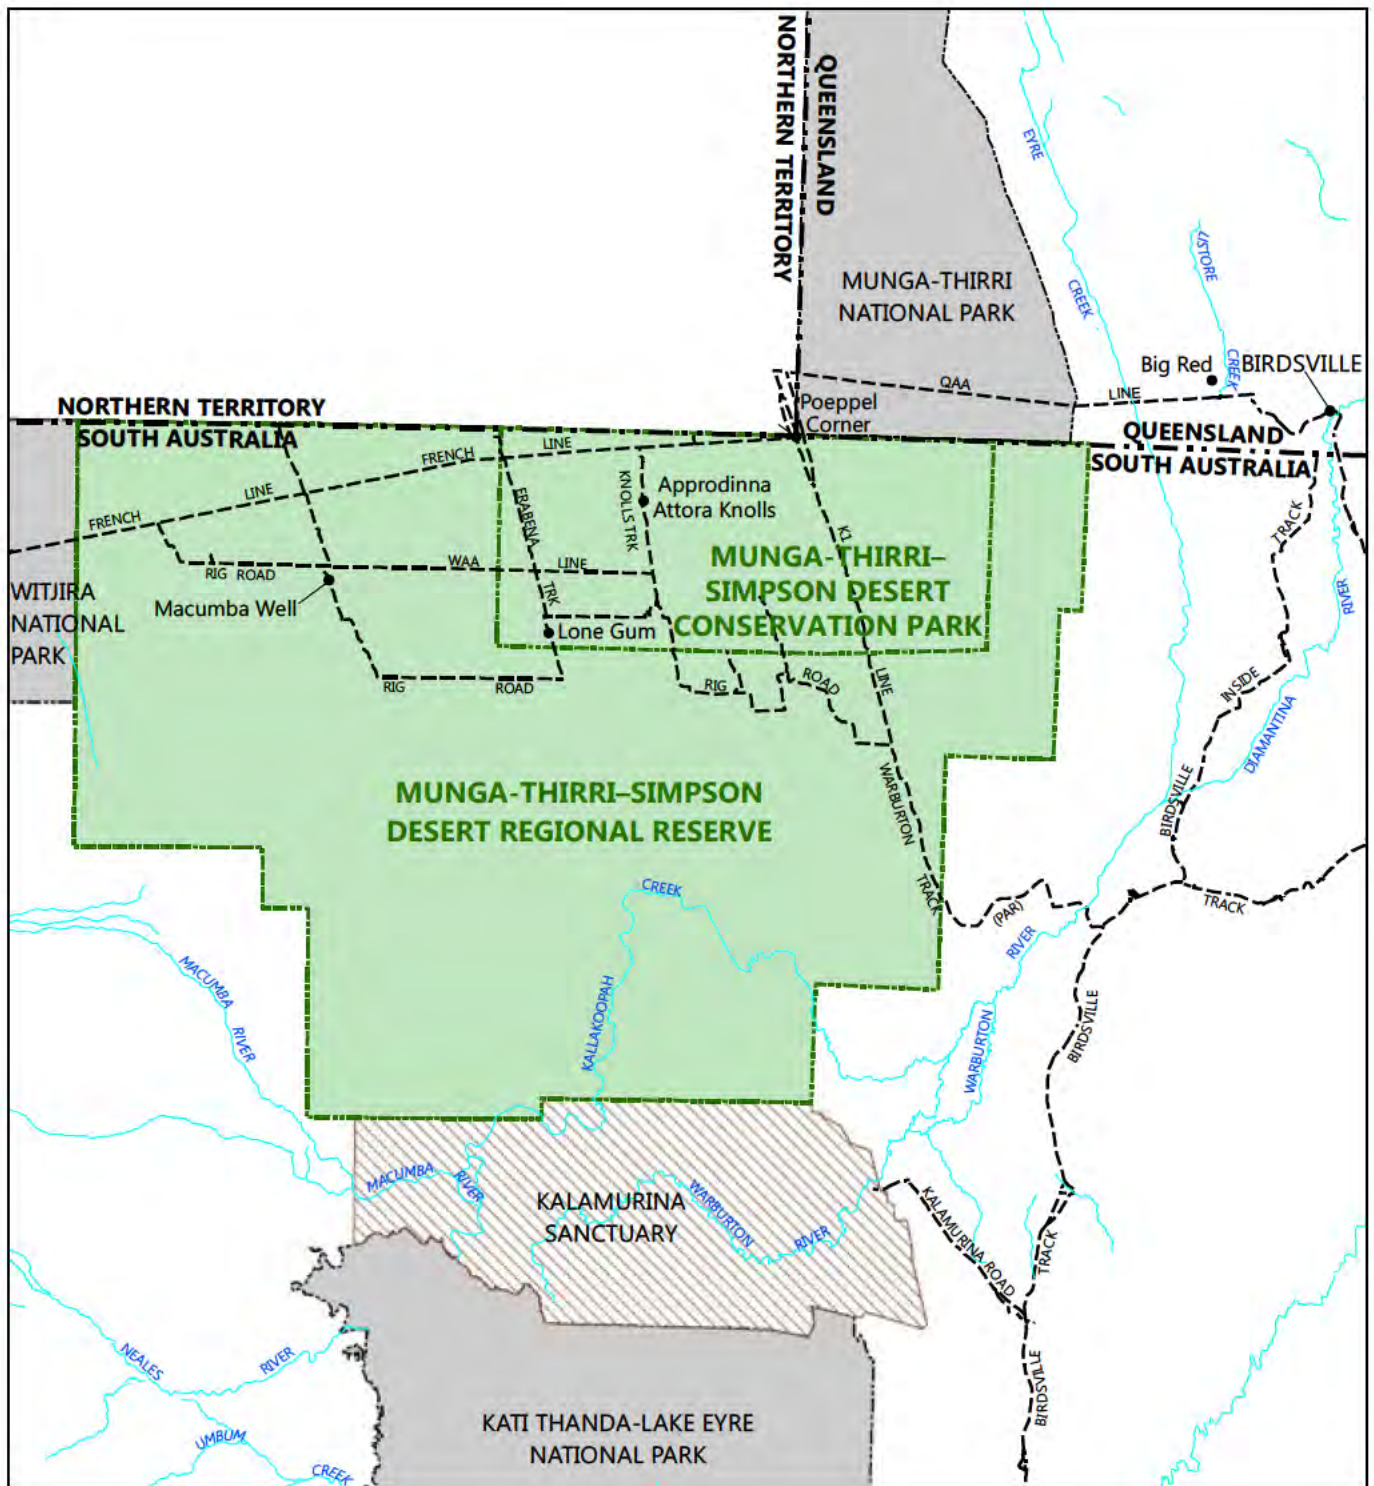 NORTHERN TERRITORY
QUEENSLAND
EYRE
CREEK
LISTORE
CREEK
MUNGA-THIRRI
NATIONAL PARK
Big Red
BIRDSVILLE
QAA
LINE
Poeppel
Corner
NORTHERN TERRITORY
SOUTH AUSTRALIA
QUEENSLAND
SOUTH AUSTRALIA
FRENCH
LINE
FRENCH
LINE
ERABENA
TRK
KNOLLS TRK
Approdinna
Attora Knolls
K1
LINE
TRACK
RIVER
MUNGA-THIRRI–
SIMPSON DESERT
CONSERVATION PARK
WAA
LINE
RIG ROAD
Macumba Well
Lone Gum
WITJIRA
NATIONAL
PARK
RIG
ROAD
RIG
ROAD
INSIDE
DIAMANTINA
BIRDSVILLE
WARBURTON
TRACK
(PAR)
TRACK
MUNGA-THIRRI–SIMPSON
DESERT REGIONAL RESERVE
CREEK
KALLAKOOPAH
MACUMBA
RIVER
RIVER
WARBURTON
BIRDSVILLE
MACUMBA
RIVER
KALAMURINA
SANCTUARY
WARBURTON
RIVER
KALAMURINA ROAD
TRACK
BIRDSVILLE
NEALES
RIVER
UMBUM
CREEK
KATI THANDA-LAKE EYRE
NATIONAL PARK